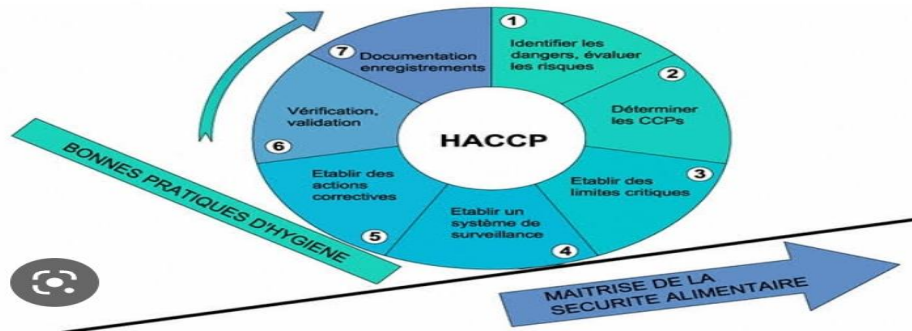 HACCP
1
Identifier les
dangers, évaluer
les risques
2
Déterminer
les CCPs
3
Etablir des
limites critiques
4
Etablir un
système de
surveillance
5
Etablir des
actions
correctives
6
Vérification,
validation
7
Documentation
enregistrements
BONNES PRATIQUES D'HYGIENE
MAITRISE DE LA
SECURITE ALIMENTAIRE